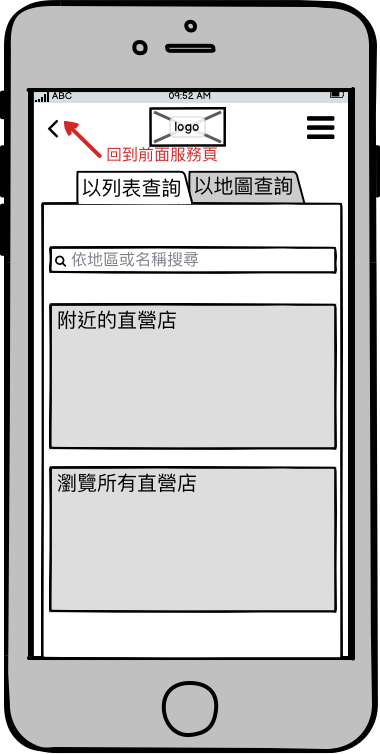 ABC 09:52 AM
logo
回到前面服務頁
以列表查詢 以地圖查詢
依地區或名稱搜尋
附近的直營店
瀏覽所有直營店